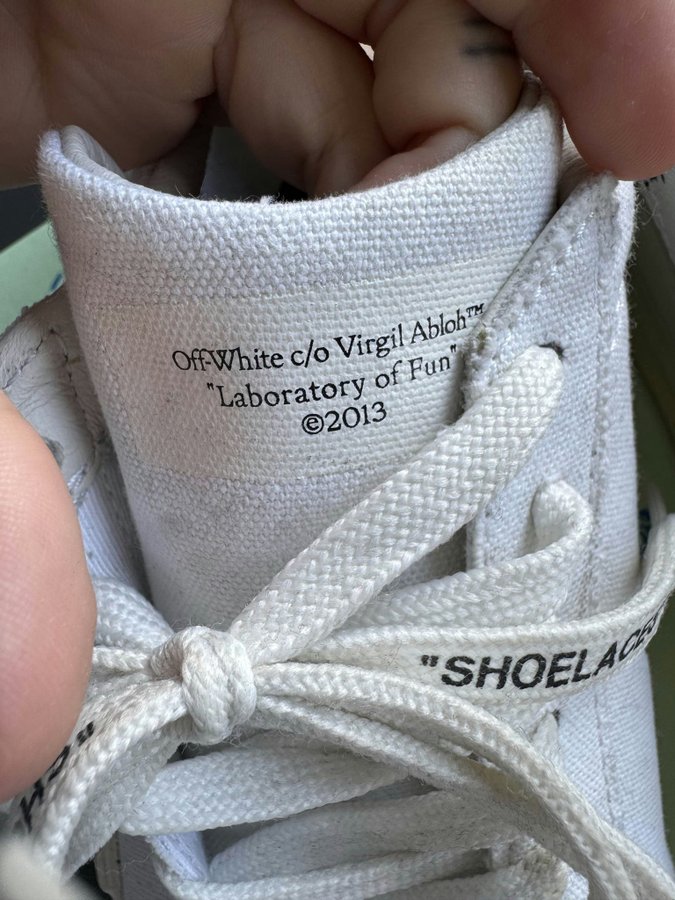 Off-White c/o Virgil Abloh™
"Laboratory of Fun"
©2013
"SHOELACES